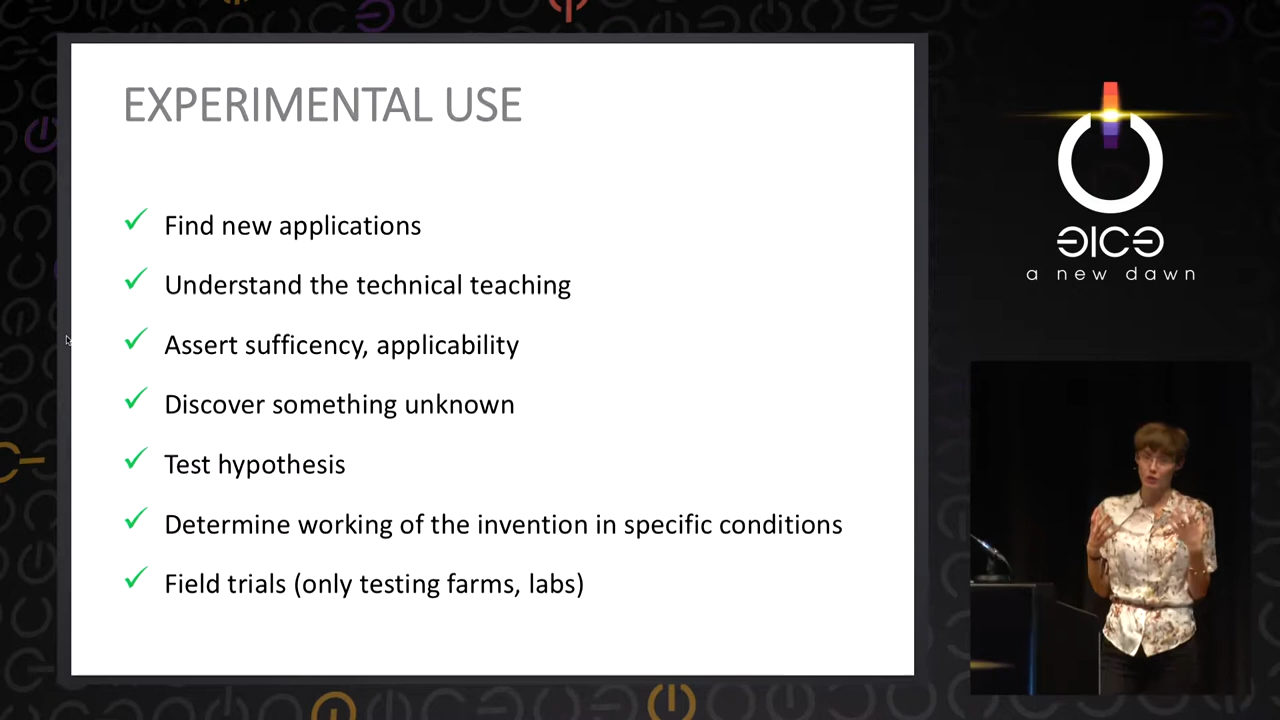 EXPERIMENTAL USE
Find new applications
Understand the technical teaching
Assert sufficency, applicability
Discover something unknown
Test hypothesis
Determine working of the invention in specific conditions
Field trials (only testing farms, labs)
a new dawn